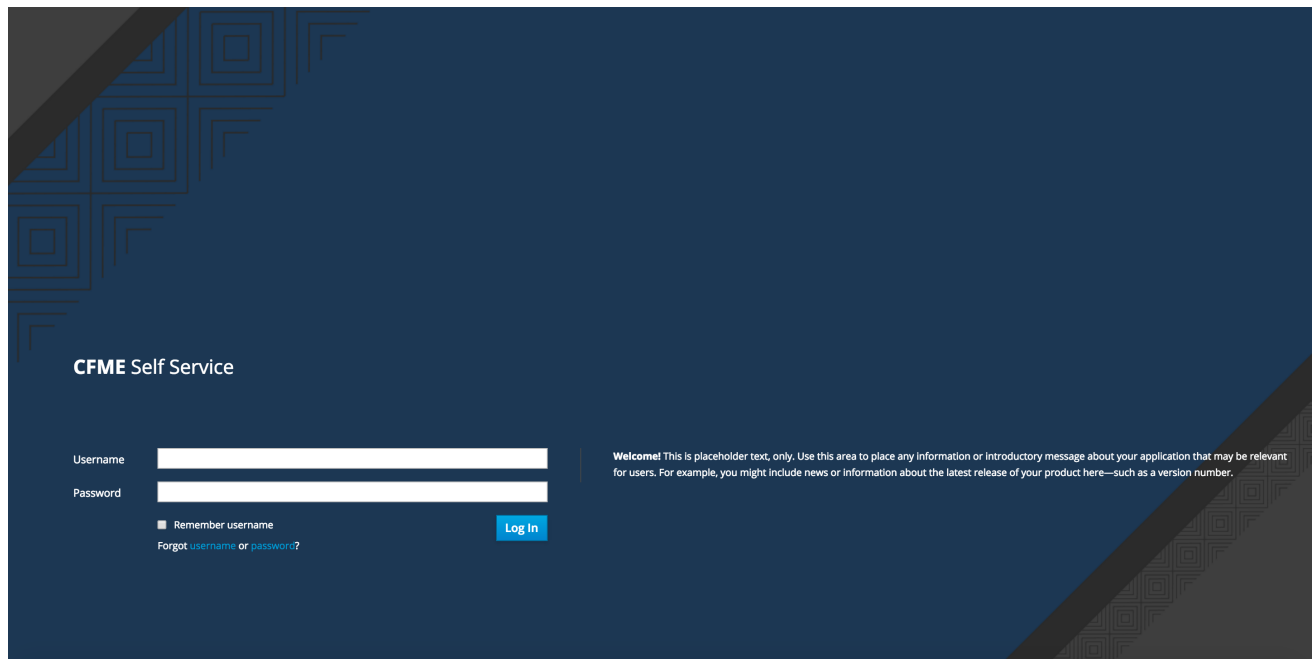 CFME Self Service
Username
Password
Remember username
Forgot username or password?
Log In
Welcome! This is placeholder text, only. Use this area to place any information or introductory message about your application that may be relevant
for users. For example, you might include news or information about the latest release of your product here—such as a version number.